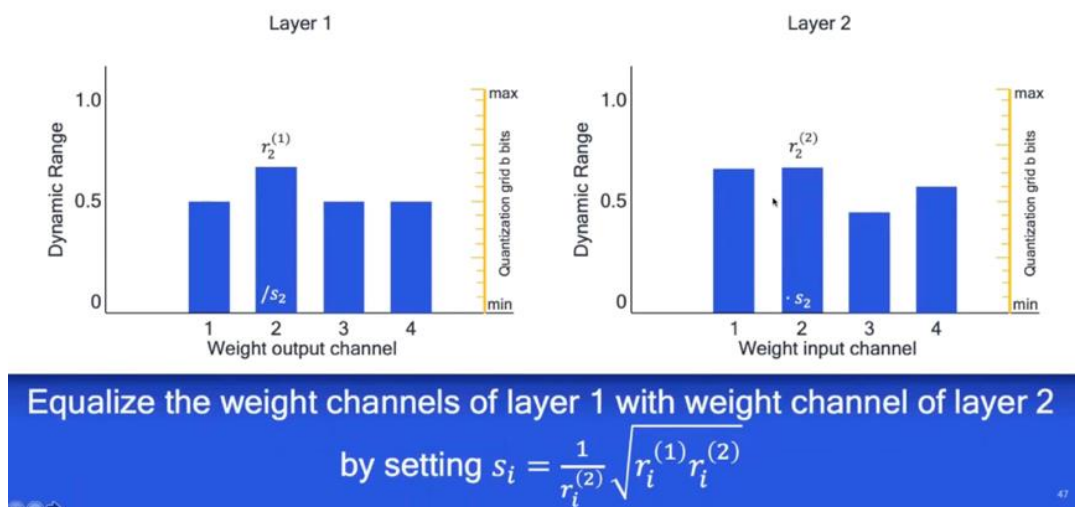 Layer 1
1.0
0.5
0
Dynamic Range
r₂⁽¹⁾
/s₂
max
min
Quantization grid b bits
1 2 3 4
Weight output channel
Layer 2
1.0
0.5
0
Dynamic Range
r₂⁽²⁾
· s₂
max
min
Quantization grid b bits
1 2 3 4
Weight input channel
Equalize the weight channels of layer 1 with weight channel of layer 2
by setting sᵢ = 1/rᵢ⁽²⁾ √(rᵢ⁽¹⁾rᵢ⁽²⁾)
47